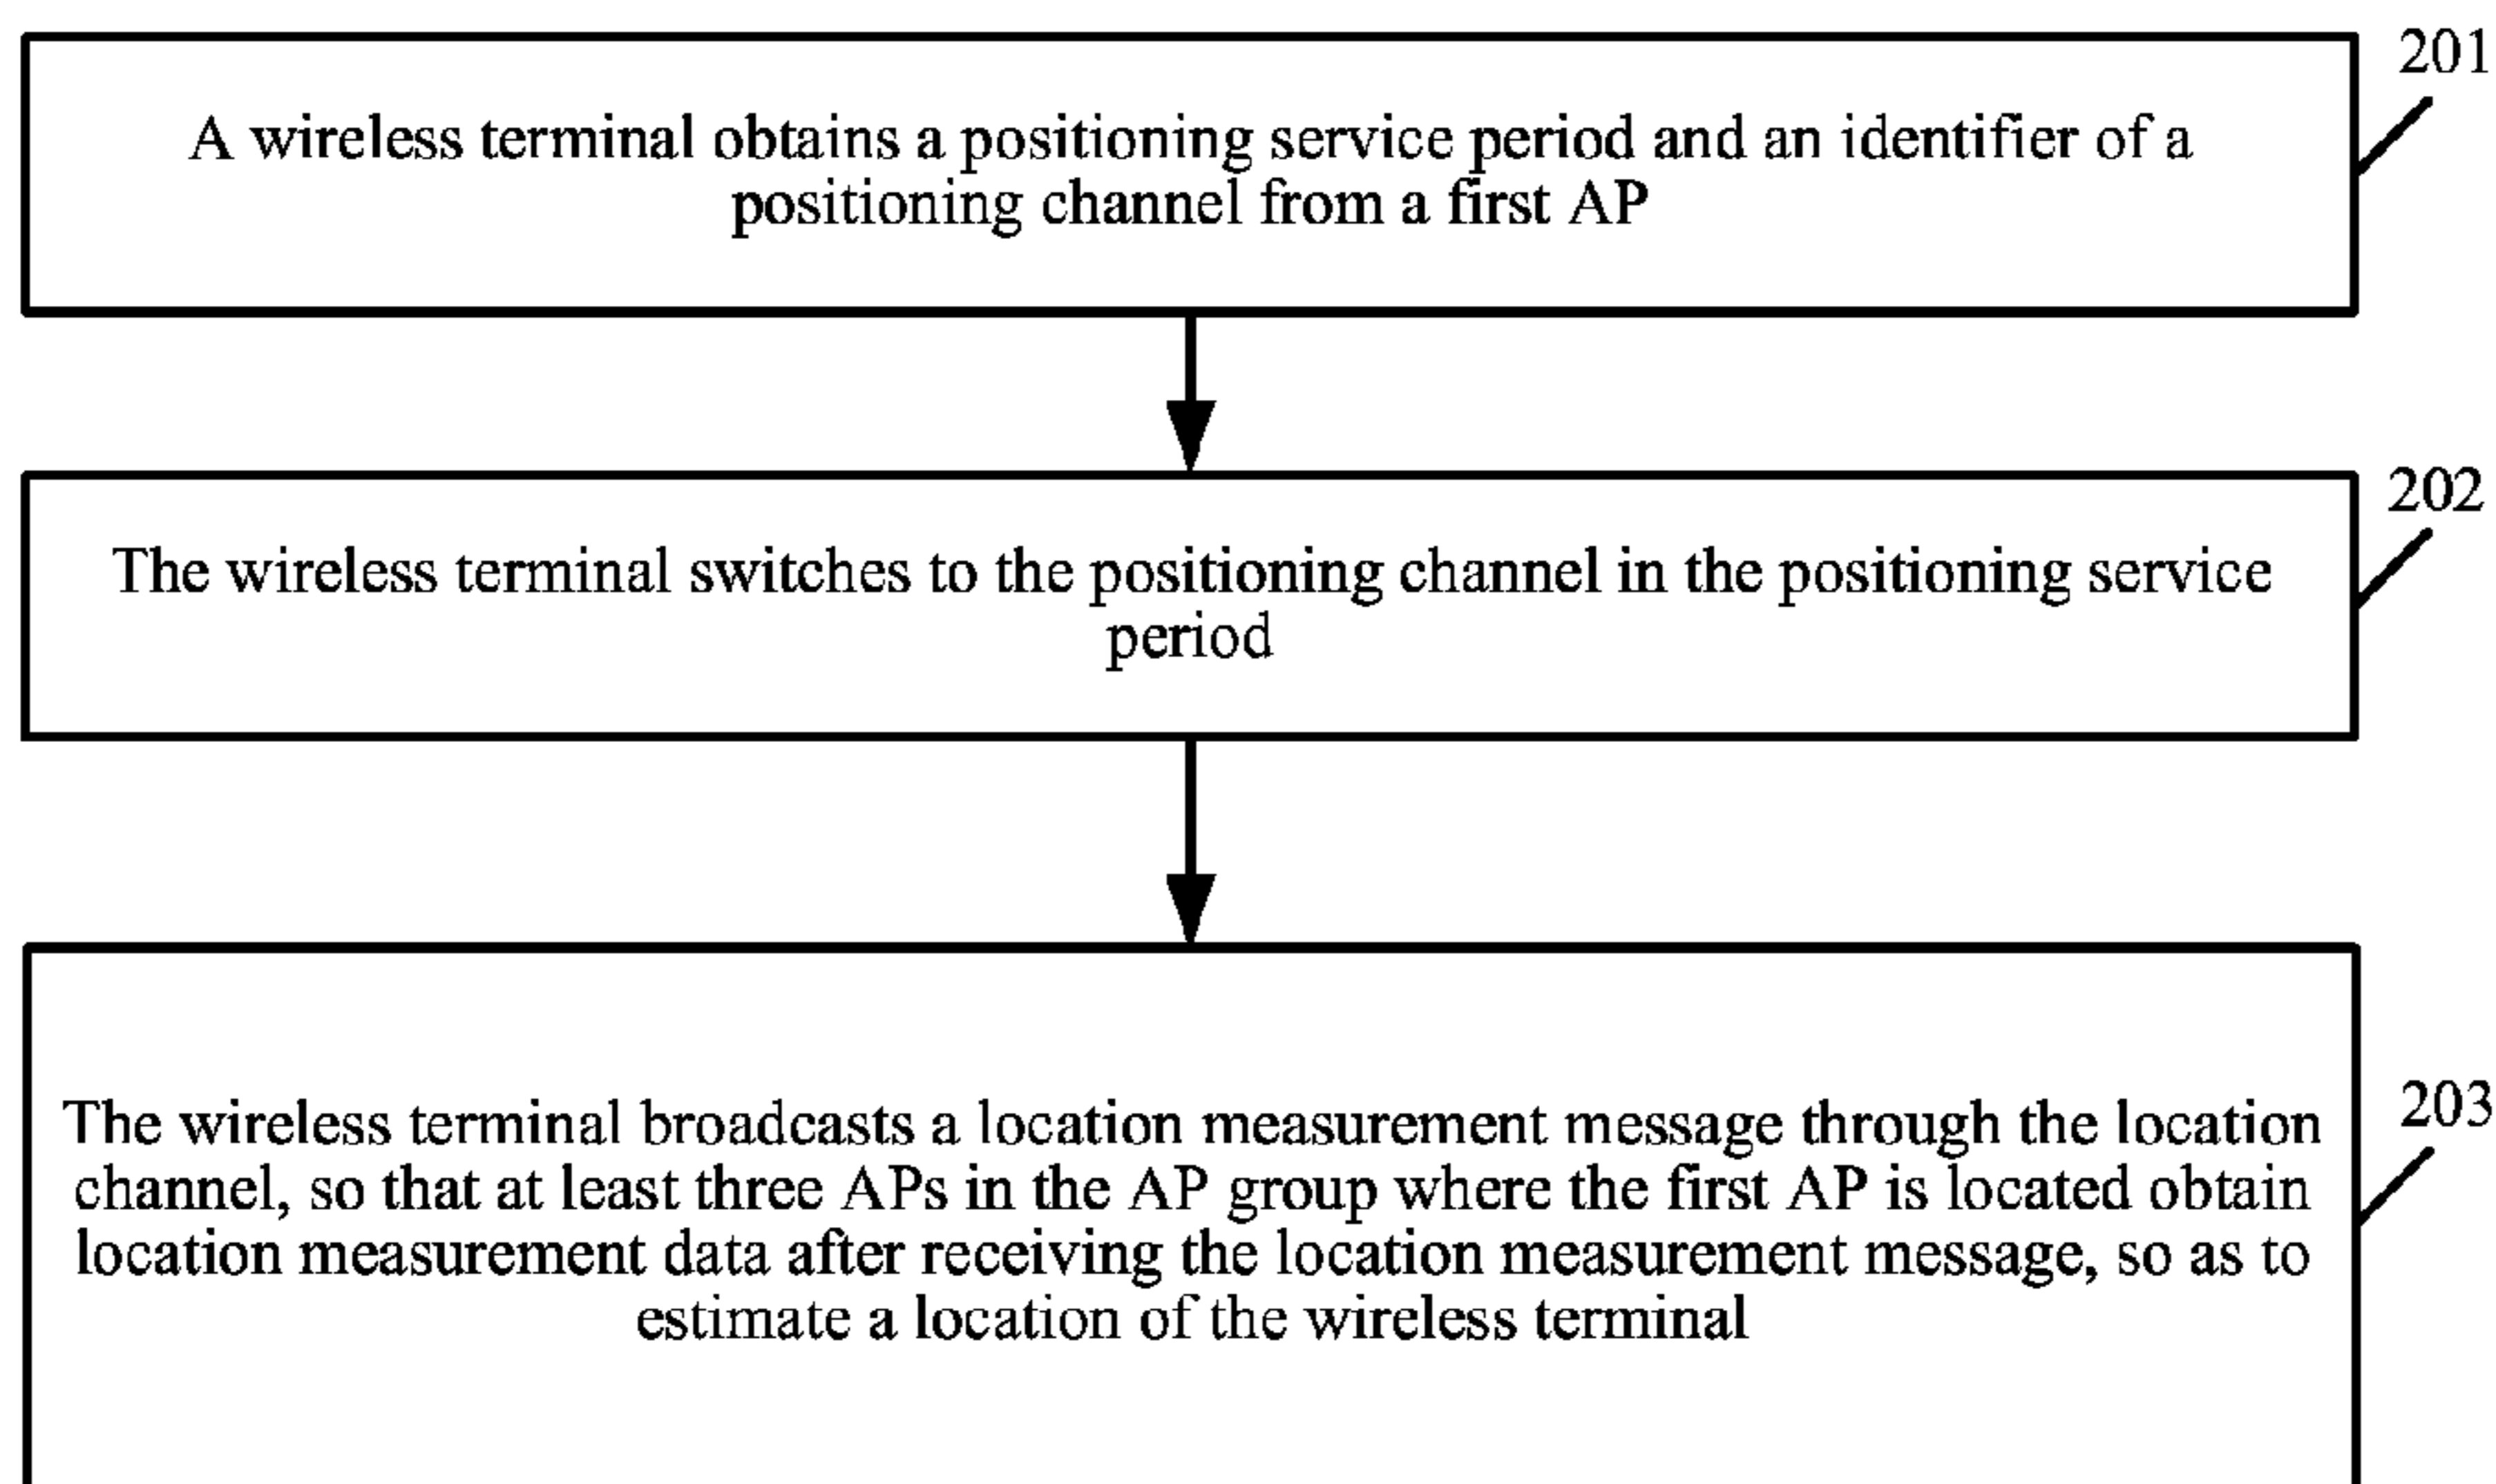 201
A wireless terminal obtains a positioning service period and an identifier of a
positioning channel from a first AP
202
The wireless terminal switches to the positioning channel in the positioning service
period
203
The wireless terminal broadcasts a location measurement message through the location
channel, so that at least three APs in the AP group where the first AP is located obtain
location measurement data after receiving the location measurement message, so as to
estimate a location of the wireless terminal